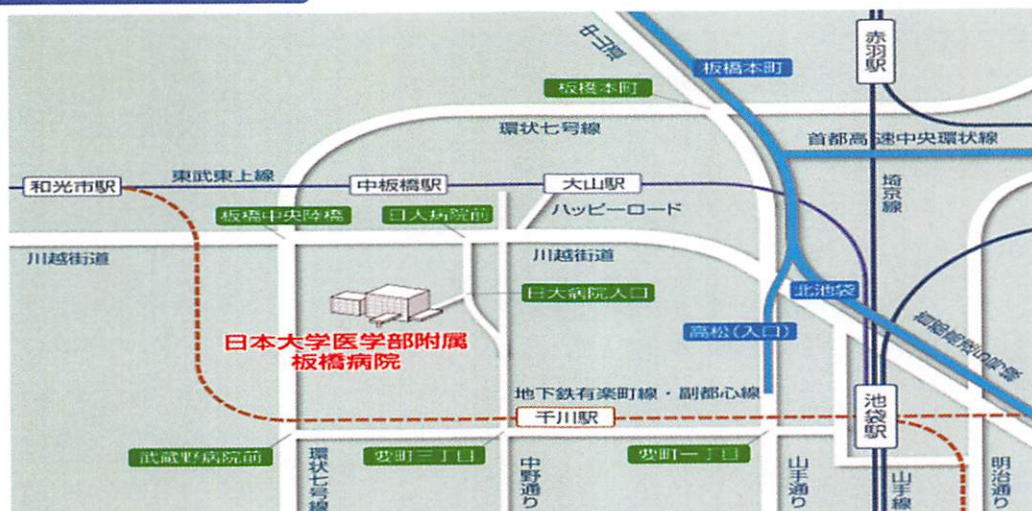 中山道
板橋本町
赤羽駅
板橋本町
環状七号線
首都高速中央環状線
和光市駅
東武東上線
中板橋駅
大山駅
埼京線
板橋中央陸橋
日大病院前
ハッピーロード
川越街道
川越街道
日大病院入口
北池袋
日本大学医学部附属
板橋病院
高松(入口)
地下鉄有楽町線・副都心線
千川駅
池袋駅
武蔵野病院前
要町三丁目
要町一丁目
環状七号線
中野通り
山手通り
山手線
明治通り